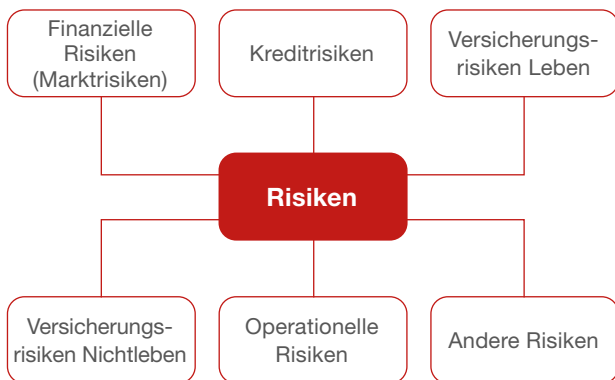 Finanzielle
Risiken
(Marktrisiken)
Kreditrisiken
Versicherungs-
risiken Leben
Risiken
Versicherungs-
risiken Nichtleben
Operationelle
Risiken
Andere Risiken